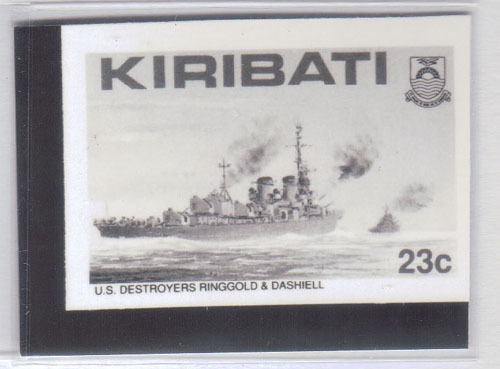 KIRIBATI
23c
U.S. DESTROYERS RINGGOLD & DASHIELL